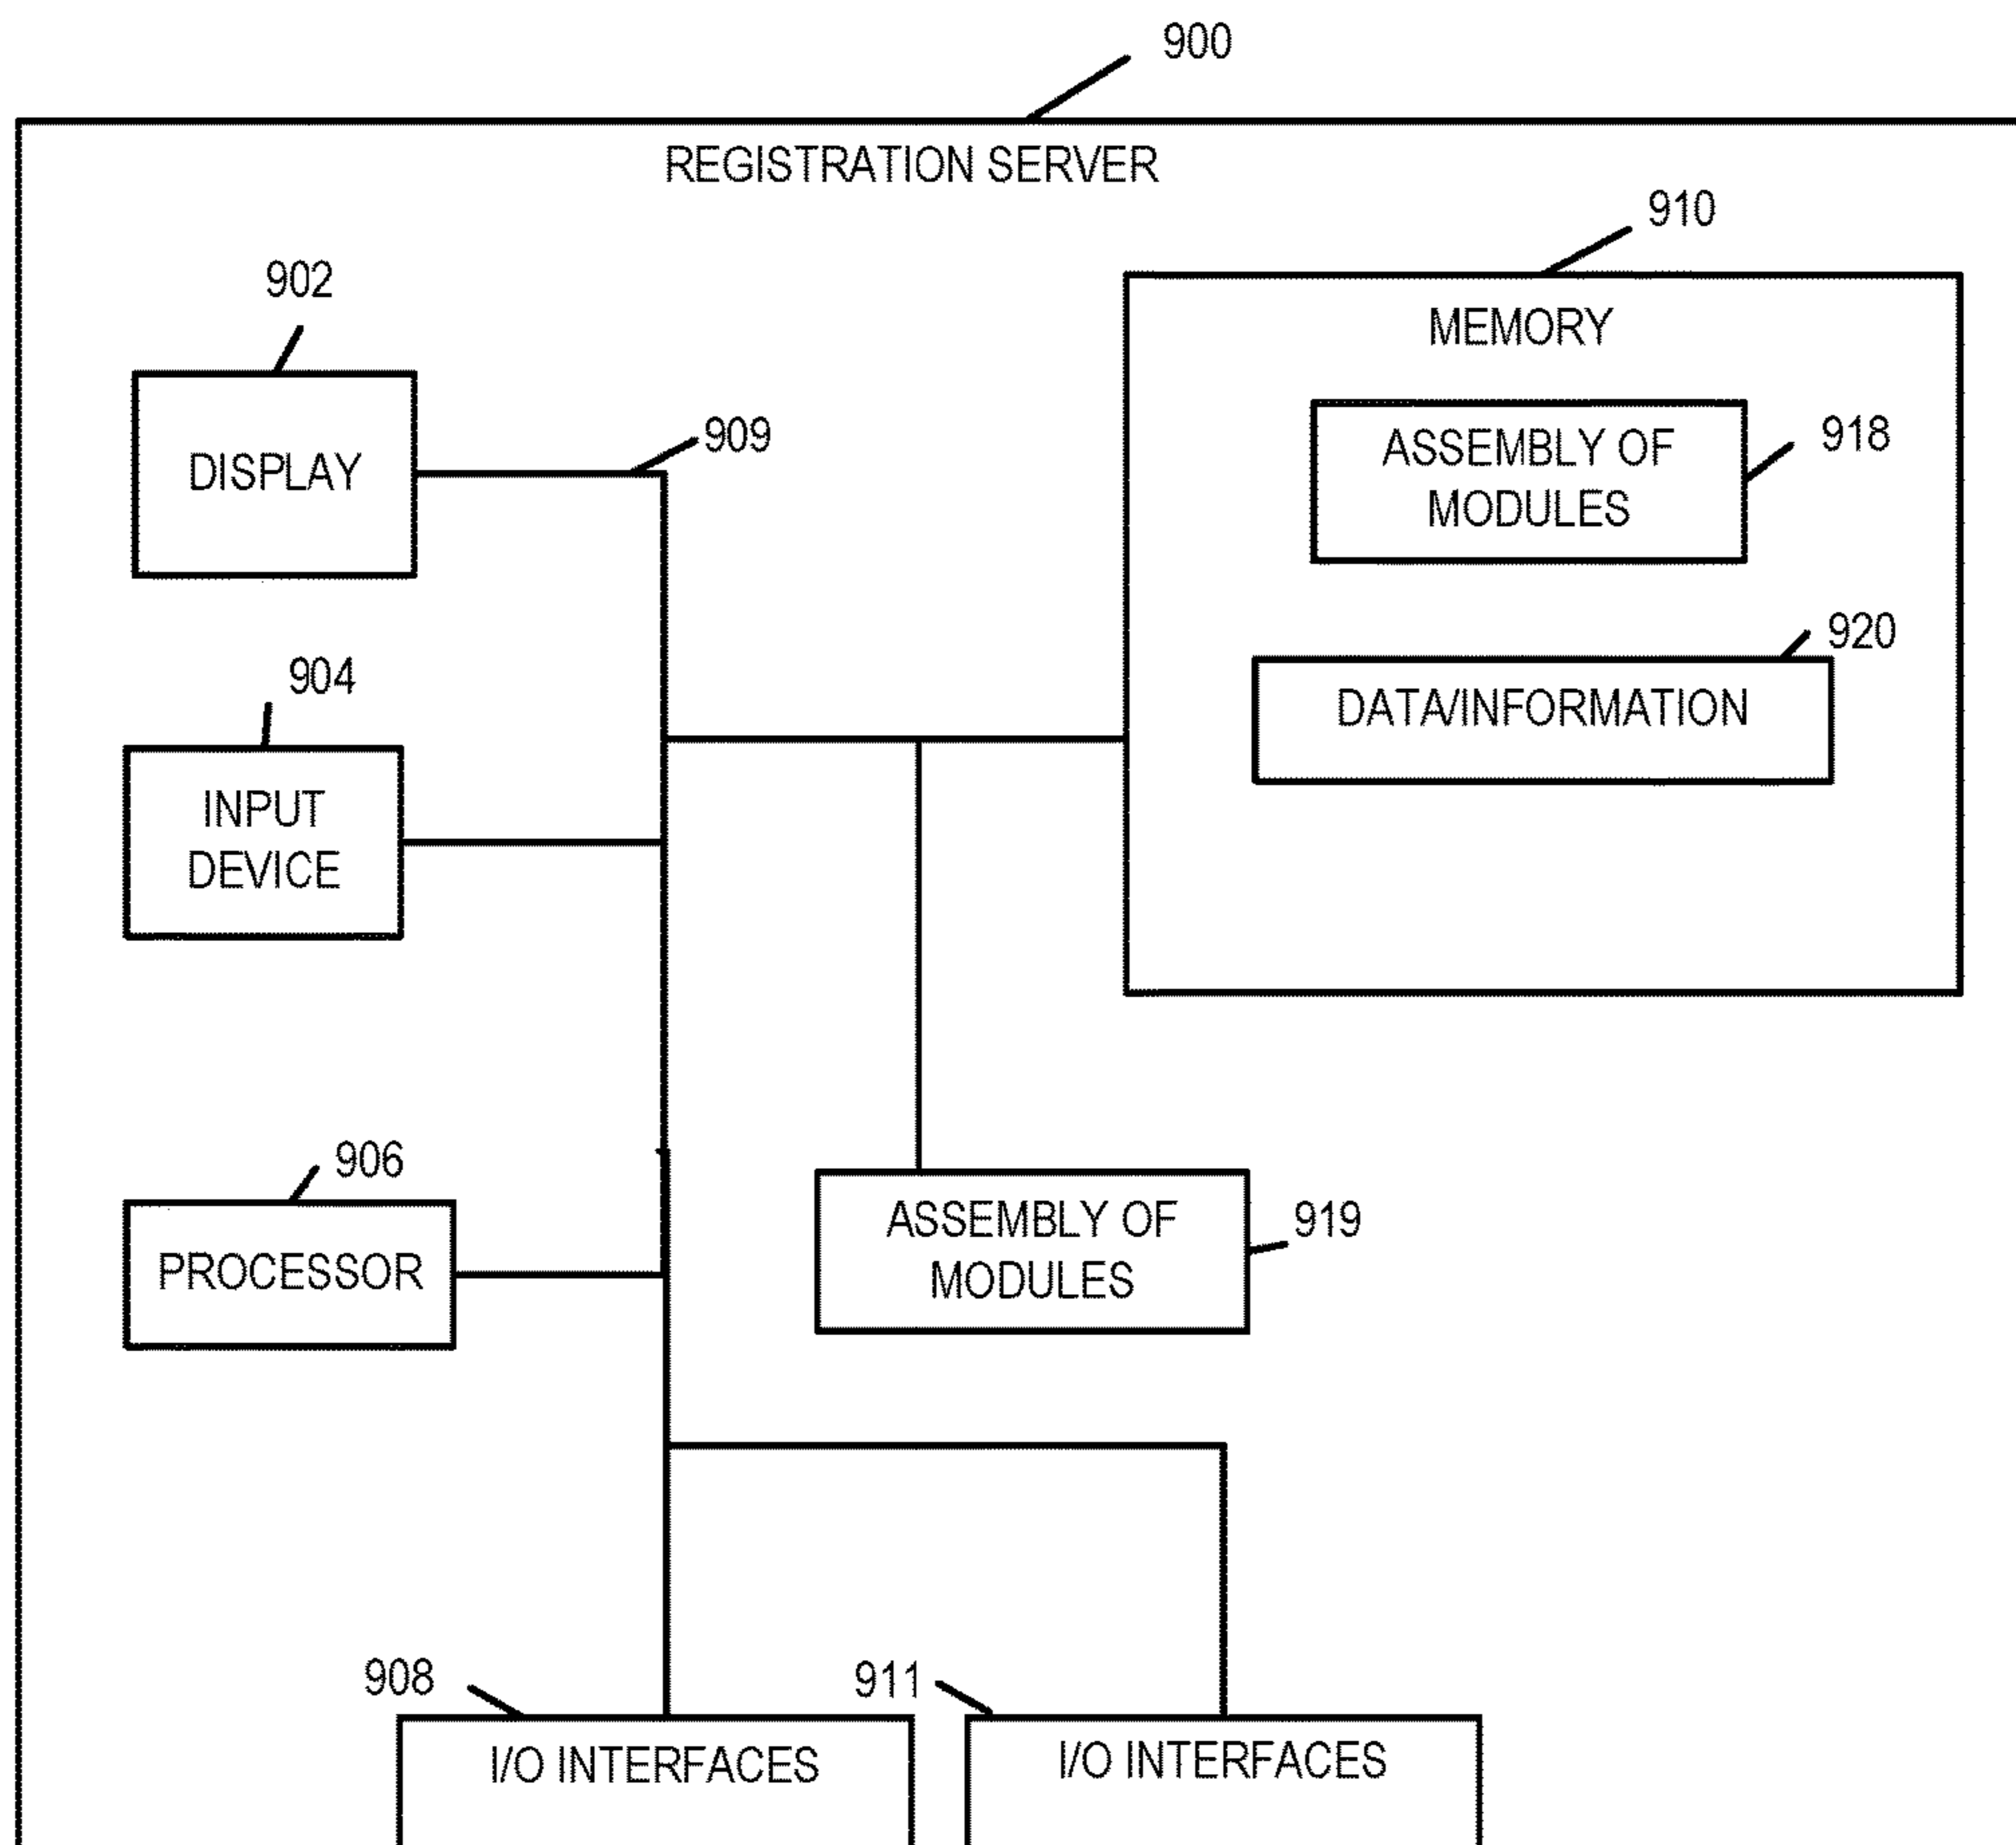 900
REGISTRATION SERVER
910
902
MEMORY
909
918
ASSEMBLY OF
MODULES
DISPLAY
920
904
DATA/INFORMATION
INPUT
DEVICE
906
919
ASSEMBLY OF
MODULES
PROCESSOR
908
911
I/O INTERFACES
I/O INTERFACES